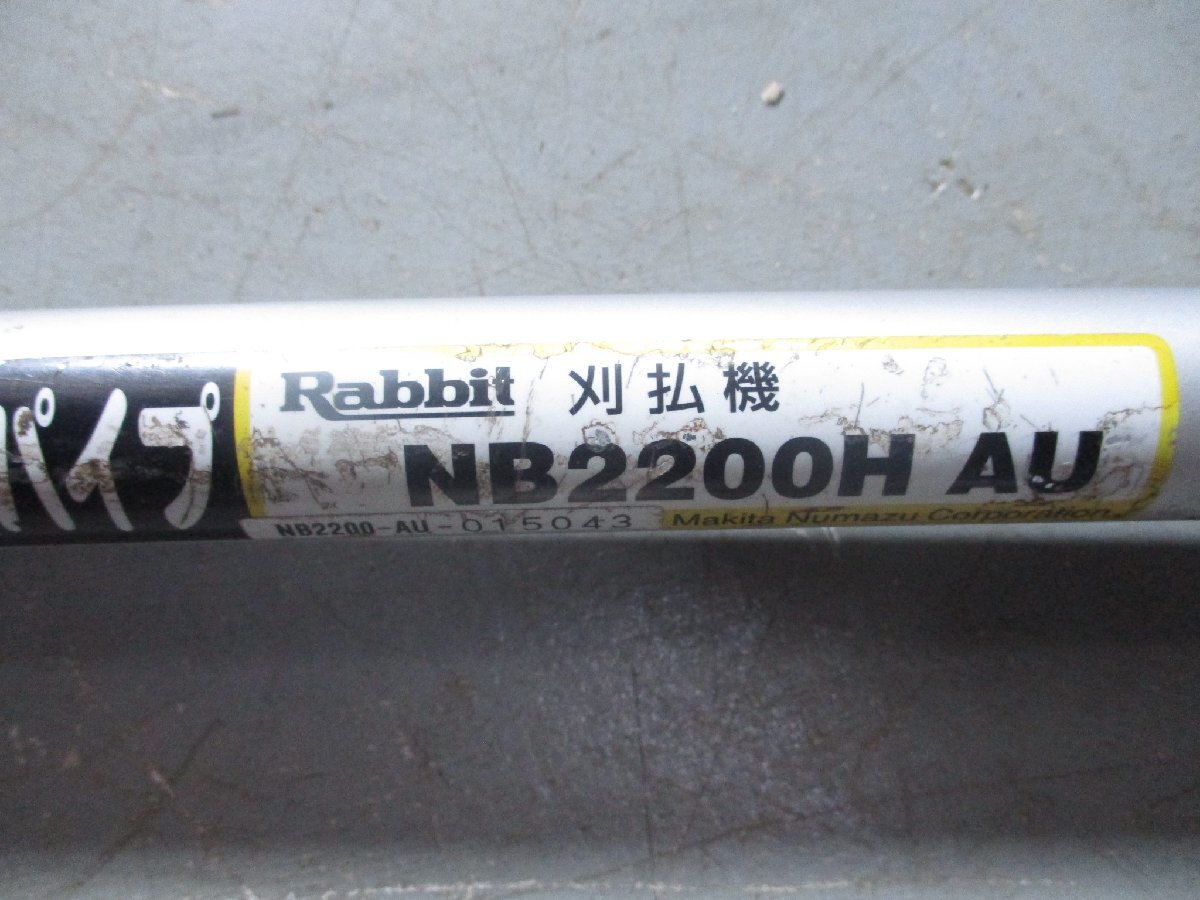 パイプ
Rabbit 刈払機
NB2200H AU
NB2200-AU-015043
Makita Numazu Corporation